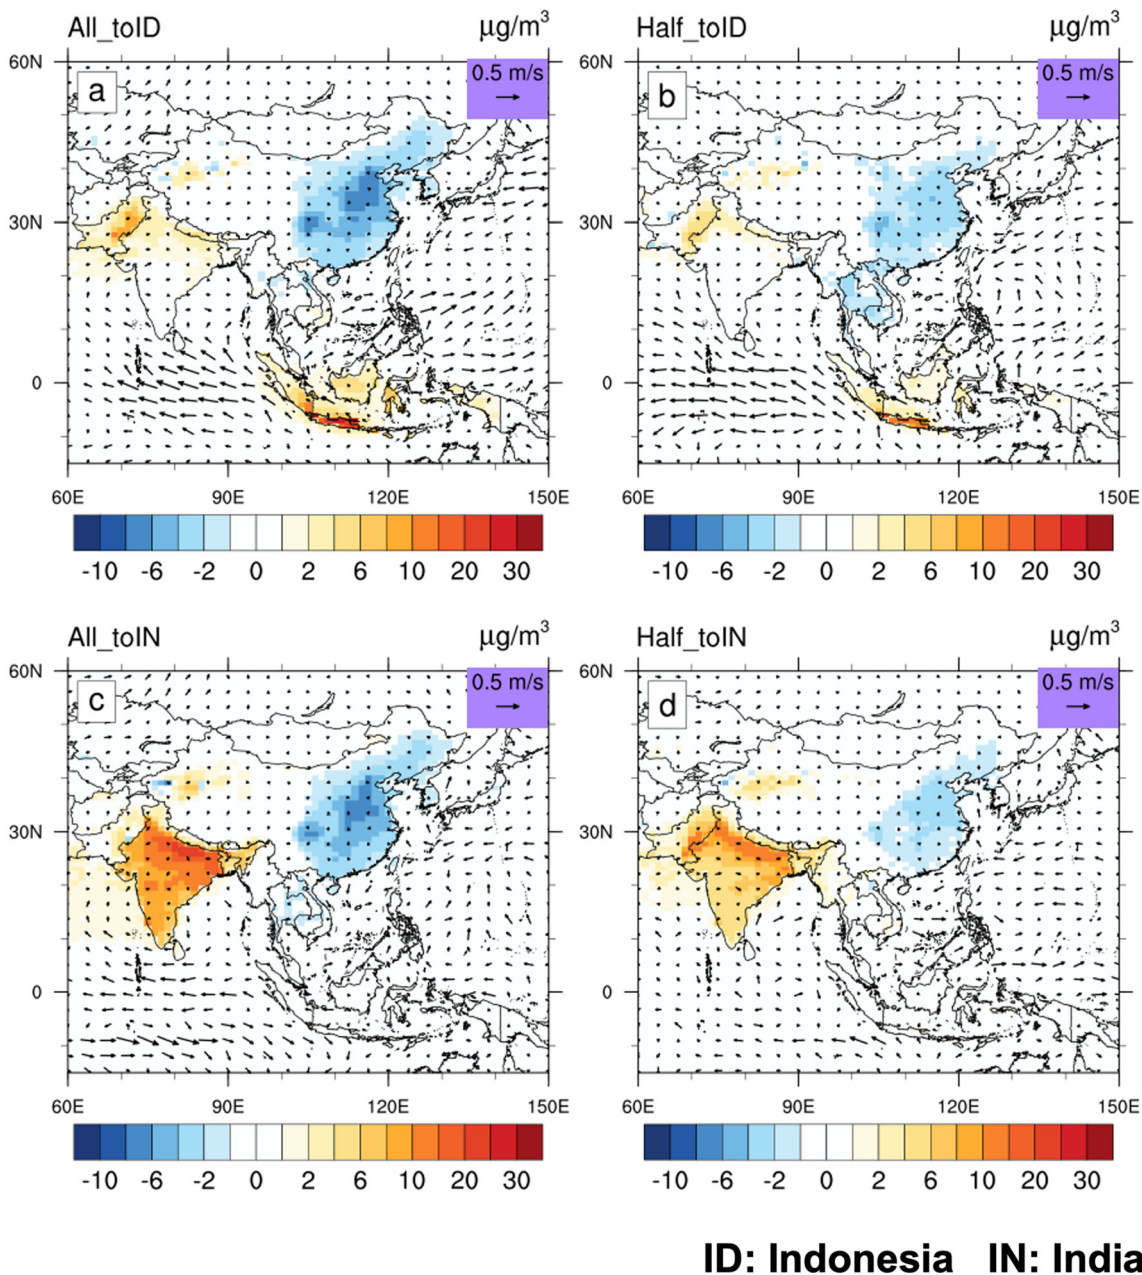 All_toID μg/m³ Half_toID μg/m³
60N a 0.5 m/s b 0.5 m/s
30N 30N
0 0
60E 90E 120E 150E 60E 90E 120E 150E
-10 -6 -2 0 2 6 10 20 30 -10 -6 -2 0 2 6 10 20 30
All_toIN μg/m³ Half_toIN μg/m³
60N c 0.5 m/s 60N d 0.5 m/s
30N 30N
0 0
60E 90E 120E 150E 60E 90E 120E 150E
-10 -6 -2 0 2 6 10 20 30 -10 -6 -2 0 2 6 10 20 30
ID: Indonesia IN: India